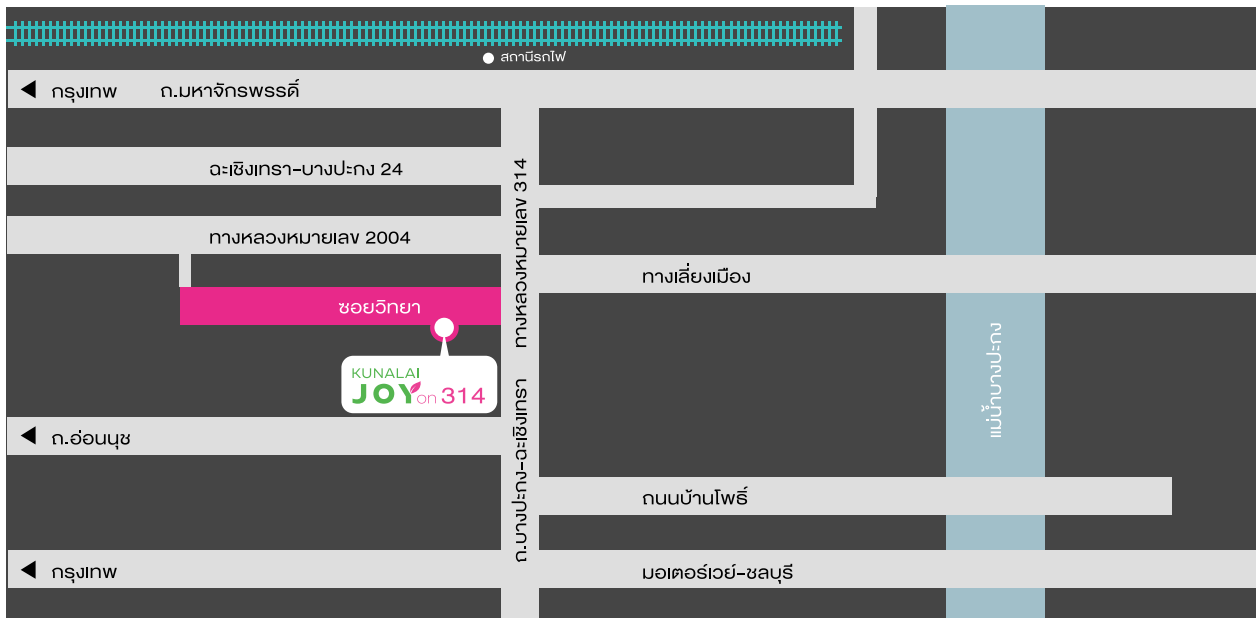 สถานีรถไฟ
กรุงเทพ ถ.มหาจักรพรรดิ์
ฉะเชิงเทรา-บางปะกง 24
ทางหลวงหมายเลข 2004
ทางเลี่ยงเมือง
ซอยวิทยา
KUNALAI
JOY on 314
ถ.บางปะกง-ฉะเชิงเทรา ทางหลวงหมายเลข 314
แม่น้ำบางปะกง
ถ.อ่อนนุช
ถนนบ้านโพธิ์
กรุงเทพ
มอเตอร์เวย์-ชลบุรี